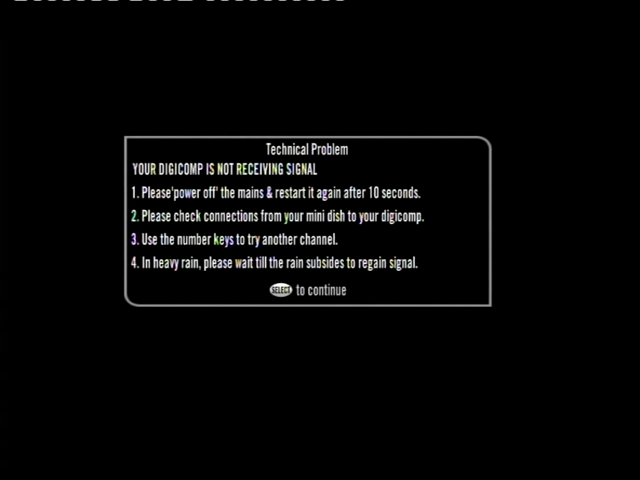 Technical Problem
YOUR DIGICOMP IS NOT RECEIVING SIGNAL
1. Please'power off' the mains & restart it again after 10 seconds.
2. Please check connections from your mini dish to your digicomp.
3. Use the number keys to try another channel.
4. In heavy rain, please wait till the rain subsides to regain signal.
SELECT to continue